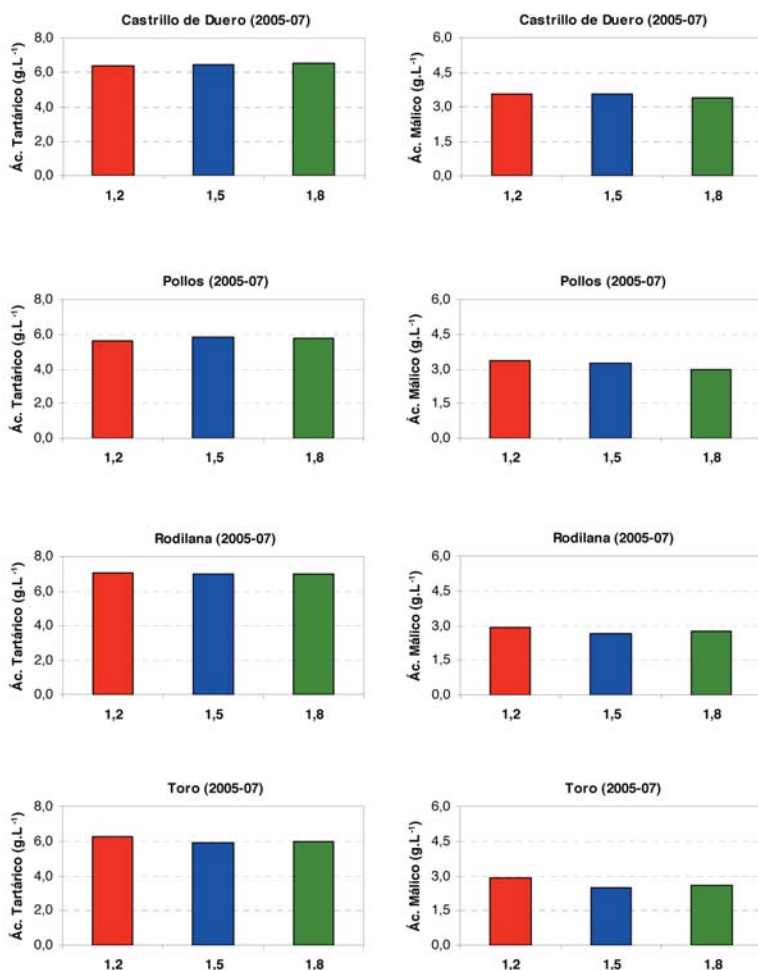 Castrillo de Duero (2005-07)
Ác. Tartárico (g.L⁻¹)
8,0
6,0
4,0
2,0
0,0
1,2 1,5 1,8
Castrillo de Duero (2005-07)
Ác. Málico (g.L⁻¹)
6,0
4,5
3,0
1,5
0,0
1,2 1,5 1,8
Pollos (2005-07)
Ác. Tartárico (g.L⁻¹)
8,0
6,0
4,0
2,0
0,0
1,2 1,5 1,8
Pollos (2005-07)
Ác. Málico (g.L⁻¹)
6,0
4,5
3,0
1,5
0,0
1,2 1,5 1,8
Rodilana (2005-07)
Ác. Tartárico (g.L⁻¹)
8,0
6,0
4,0
2,0
0,0
1,2 1,5 1,8
Rodilana (2005-07)
Ác. Málico (g.L⁻¹)
6,0
4,5
3,0
1,5
0,0
1,2 1,5 1,8
Toro (2005-07)
Ác. Tartárico (g.L⁻¹)
8,0
6,0
4,0
2,0
0,0
1,2 1,5 1,8
Toro (2005-07)
Ác. Málico (g.L⁻¹)
6,0
4,5
3,0
1,5
0,0
1,2 1,5 1,8